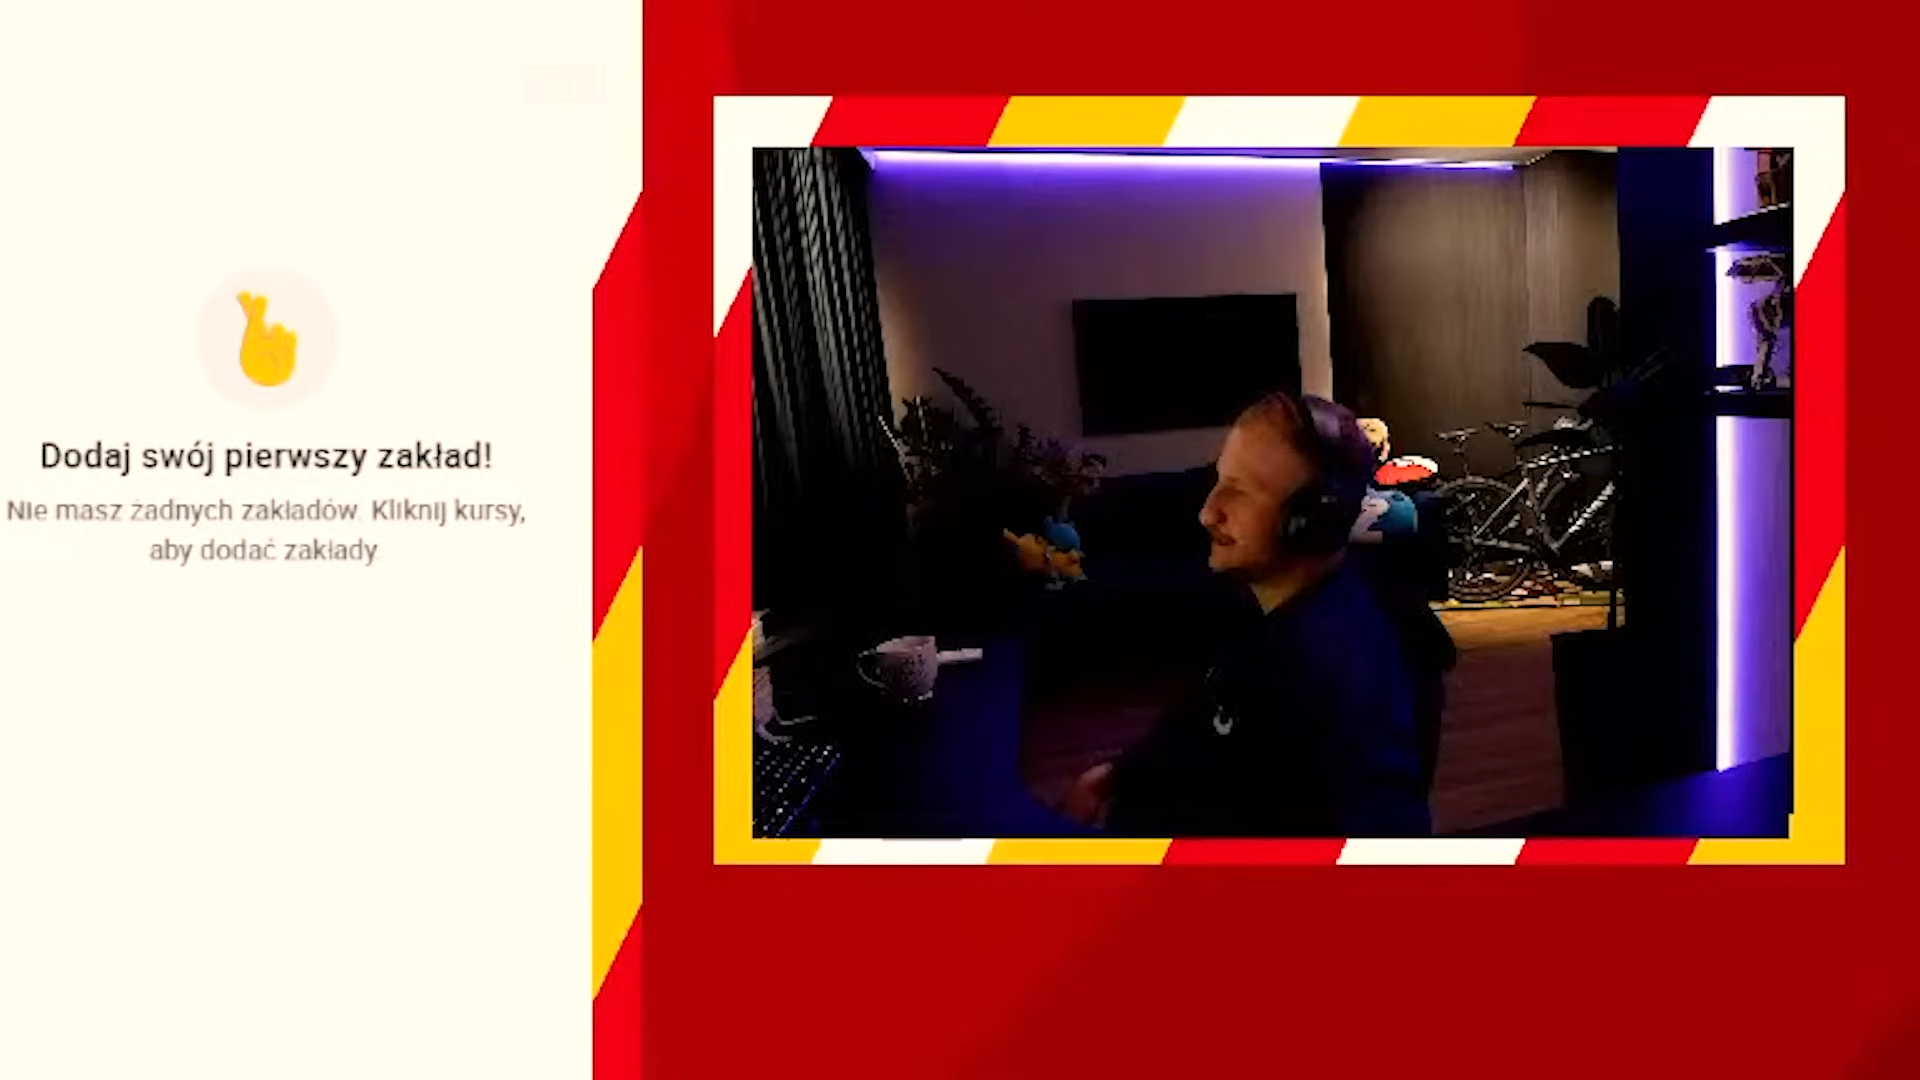 Dodaj swój pierwszy zakład!
Nie masz żadnych zakładów. Kliknij kursy,
aby dodać zakłady.